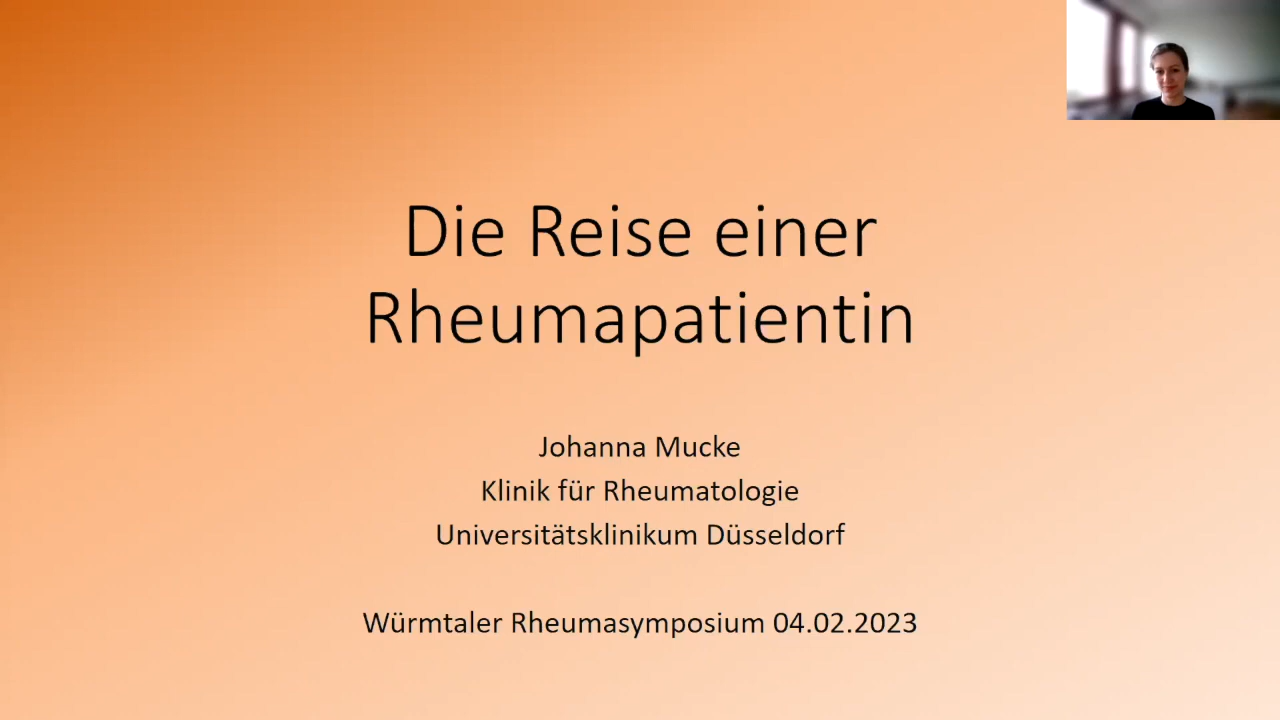 Die Reise einer
Rheumapatientin
Johanna Mucke
Klinik für Rheumatologie
Universitätsklinikum Düsseldorf
Würmtaler Rheumasymposium 04.02.2023